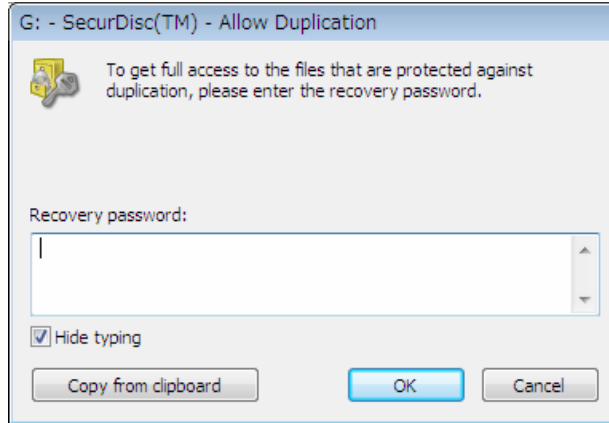 G: - SecurDisc(TM) - Allow Duplication
To get full access to the files that are protected against
duplication, please enter the recovery password.
Recovery password:
Hide typing
Copy from clipboard
OK
Cancel